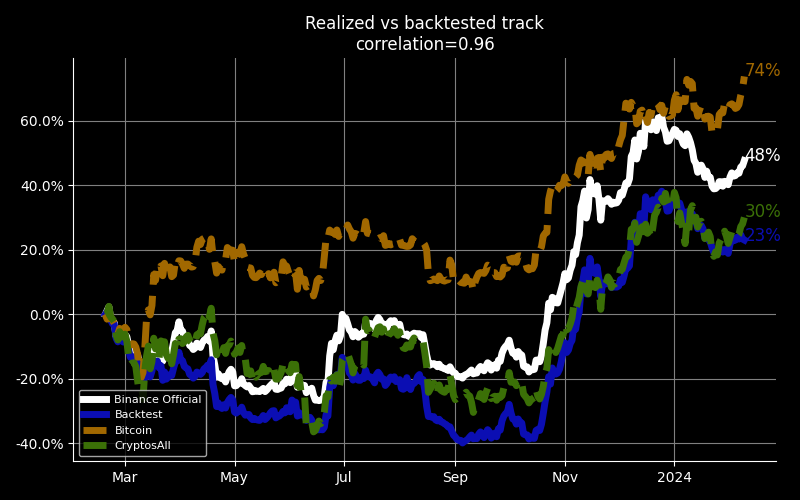 Realized vs backtested track
correlation=0.96
74%
60.0%
48%
40.0%
30%
23%
20.0%
0.0%
-20.0%
-40.0%
Binance Official
Backtest
Bitcoin
CryptosAll
Mar
May
Jul
Sep
Nov
2024